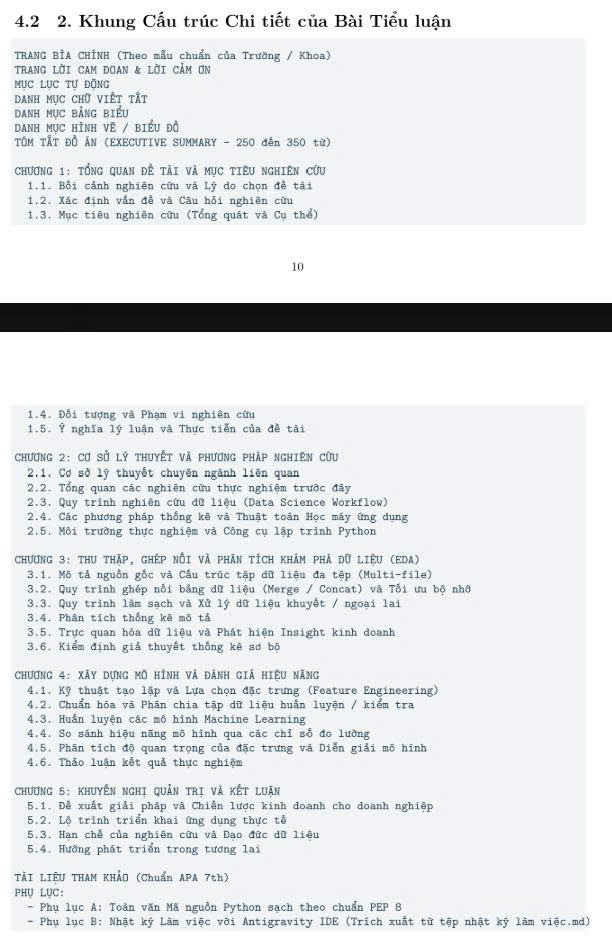 4.2 2. Khung Cấu trúc Chi tiết của Bài Tiểu luận
TRANG BÌA CHÍNH (Theo mẫu chuẩn của Trường / Khoa)
TRANG LỜI CAM ĐOAN & LỜI CẢM ƠN
MỤC LỤC TỰ ĐỘNG
DANH MỤC CHỮ VIẾT TẮT
DANH MỤC BẢNG BIỂU
DANH MỤC HÌNH VẼ / BIỂU ĐỒ
TÓM TẮT ĐỒ ÁN (EXECUTIVE SUMMARY - 250 đến 350 từ)
CHƯƠNG 1: TỔNG QUAN ĐỀ TÀI VÀ MỤC TIÊU NGHIÊN CỨU
1.1. Bối cảnh nghiên cứu và Lý do chọn đề tài
1.2. Xác định vấn đề và Câu hỏi nghiên cứu
1.3. Mục tiêu nghiên cứu (Tổng quát và Cụ thể)
10
1.4. Đối tượng và Phạm vi nghiên cứu
1.5. Ý nghĩa lý luận và Thực tiễn của đề tài
CHƯƠNG 2: CƠ SỞ LÝ THUYẾT VÀ PHƯƠNG PHÁP NGHIÊN CỨU
2.1. Cơ sở lý thuyết chuyên ngành liên quan
2.2. Tổng quan các nghiên cứu thực nghiệm trước đây
2.3. Quy trình nghiên cứu dữ liệu (Data Science Workflow)
2.4. Các phương pháp thống kê và Thuật toán Học máy ứng dụng
2.5. Môi trường thực nghiệm và Công cụ lập trình Python
CHƯƠNG 3: THU THẬP, GHÉP NỐI VÀ PHÂN TÍCH KHÁM PHÁ DỮ LIỆU (EDA)
3.1. Mô tả nguồn gốc và Cấu trúc tập dữ liệu đa tệp (Multi-file)
3.2. Quy trình ghép nối bảng dữ liệu (Merge / Concat) và Tối ưu bộ nhớ
3.3. Quy trình làm sạch và Xử lý dữ liệu khuyết / ngoại lai
3.4. Phân tích thống kê mô tả
3.5. Trực quan hóa dữ liệu và Phát hiện Insight kinh doanh
3.6. Kiểm định giả thuyết thống kê sơ bộ
CHƯƠNG 4: XÂY DỰNG MÔ HÌNH VÀ ĐÁNH GIÁ HIỆU NĂNG
4.1. Kỹ thuật tạo lập và Lựa chọn đặc trưng (Feature Engineering)
4.2. Chuẩn hóa và Phân chia tập dữ liệu huấn luyện / kiểm tra
4.3. Huấn luyện các mô hình Machine Learning
4.4. So sánh hiệu năng mô hình qua các chỉ số đo lường
4.5. Phân tích độ quan trọng của đặc trưng và Diễn giải mô hình
4.6. Thảo luận kết quả thực nghiệm
CHƯƠNG 5: KHUYẾN NGHỊ QUẢN TRỊ VÀ KẾT LUẬN
5.1. Đề xuất giải pháp và Chiến lược kinh doanh cho doanh nghiệp
5.2. Lộ trình triển khai ứng dụng thực tế
5.3. Hạn chế của nghiên cứu và Đạo đức dữ liệu
5.4. Hướng phát triển trong tương lai
TÀI LIỆU THAM KHẢO (Chuẩn APA 7th)
PHỤ LỤC:
- Phụ lục A: Toàn văn Mã nguồn Python sạch theo chuẩn PEP 8
- Phụ lục B: Nhật ký Làm việc với Antigravity IDE (Trích xuất từ tệp nhật ký làm việc.md)